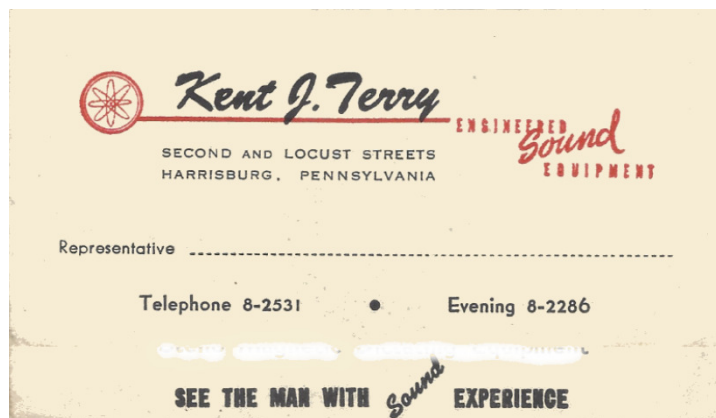 Kent J. Terry
ENGINEERED
Sound
EQUIPMENT
SECOND AND LOCUST STREETS
HARRISBURG, PENNSYLVANIA
Representative
Telephone 8-2531 • Evening 8-2286
SEE THE MAN WITH Sound EXPERIENCE